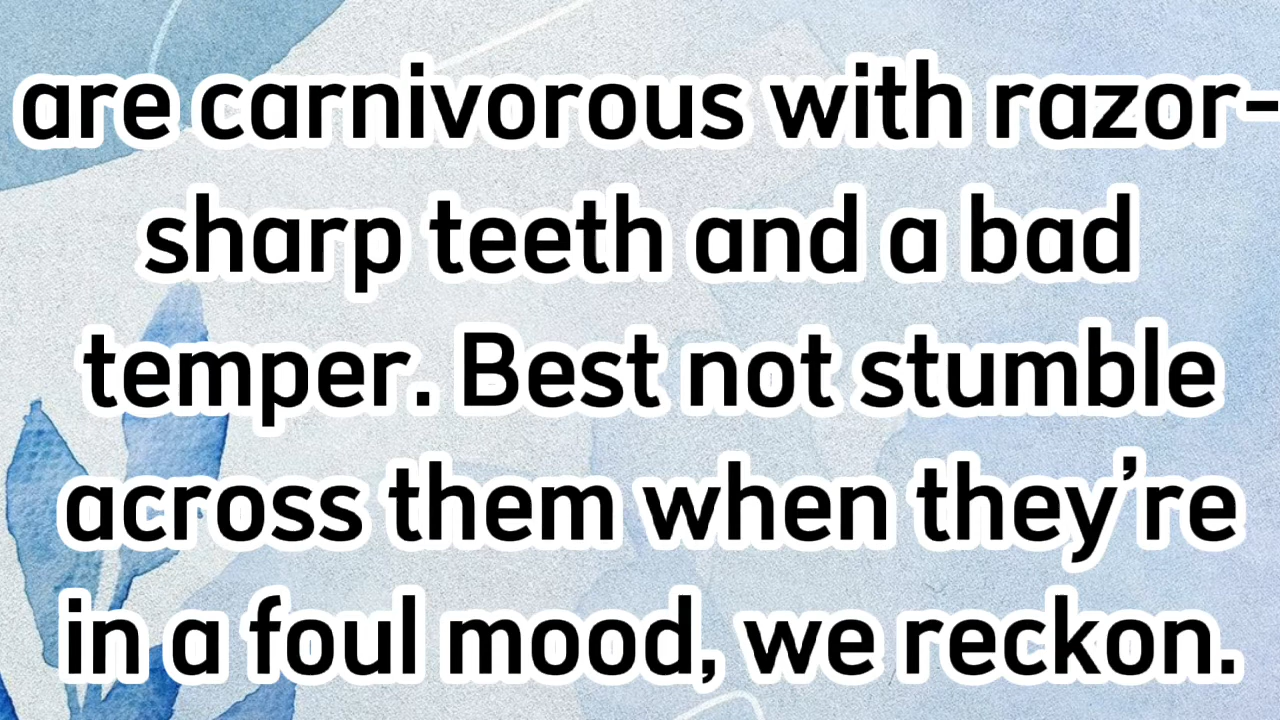 are carnivorous with razor-
sharp teeth and a bad
temper. Best not stumble
across them when they’re
in a foul mood, we reckon.